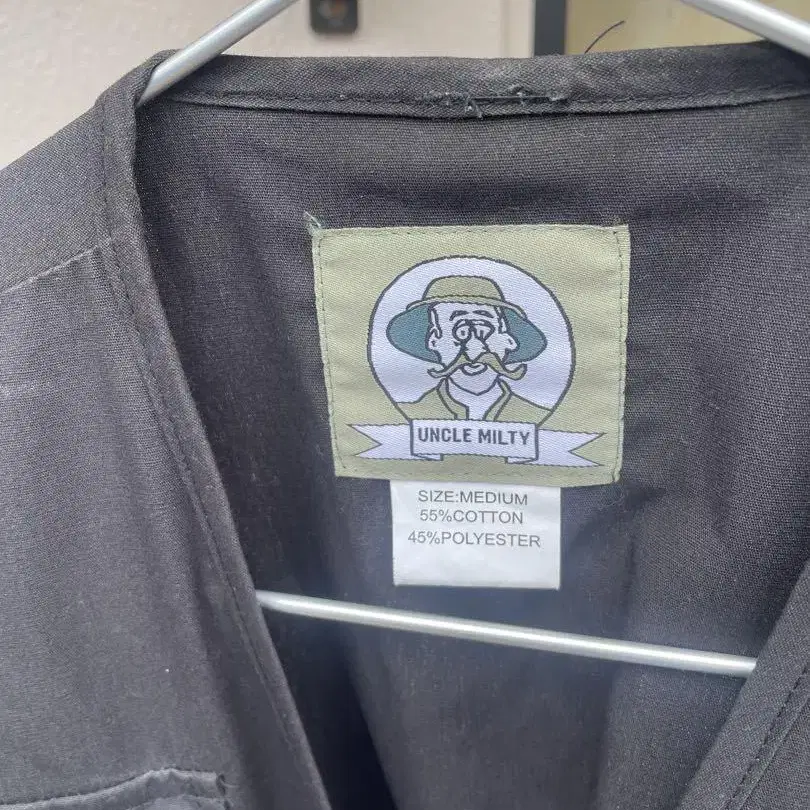 UNCLE MILTY
SIZE:MEDIUM
55%COTTON
45%POLYESTER